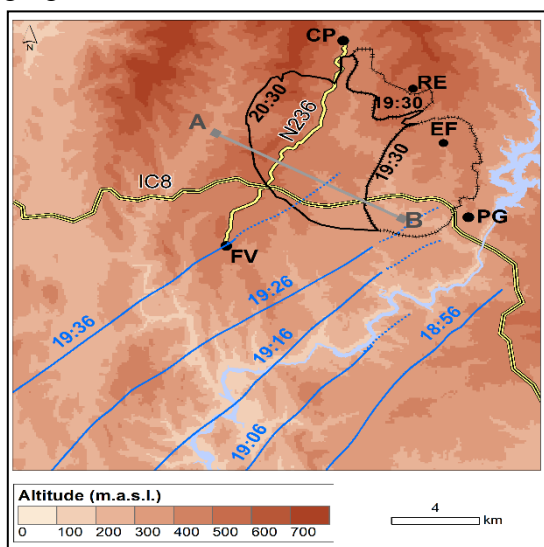 N
CP
RE
19:30
20:30
N236
EF
19:30
A
IC8
B
PG
FV
19:36
19:26
19:16
19:06
18:56
Altitude (m.a.s.l.)
0 100 200 300 400 500 600 700
4
km